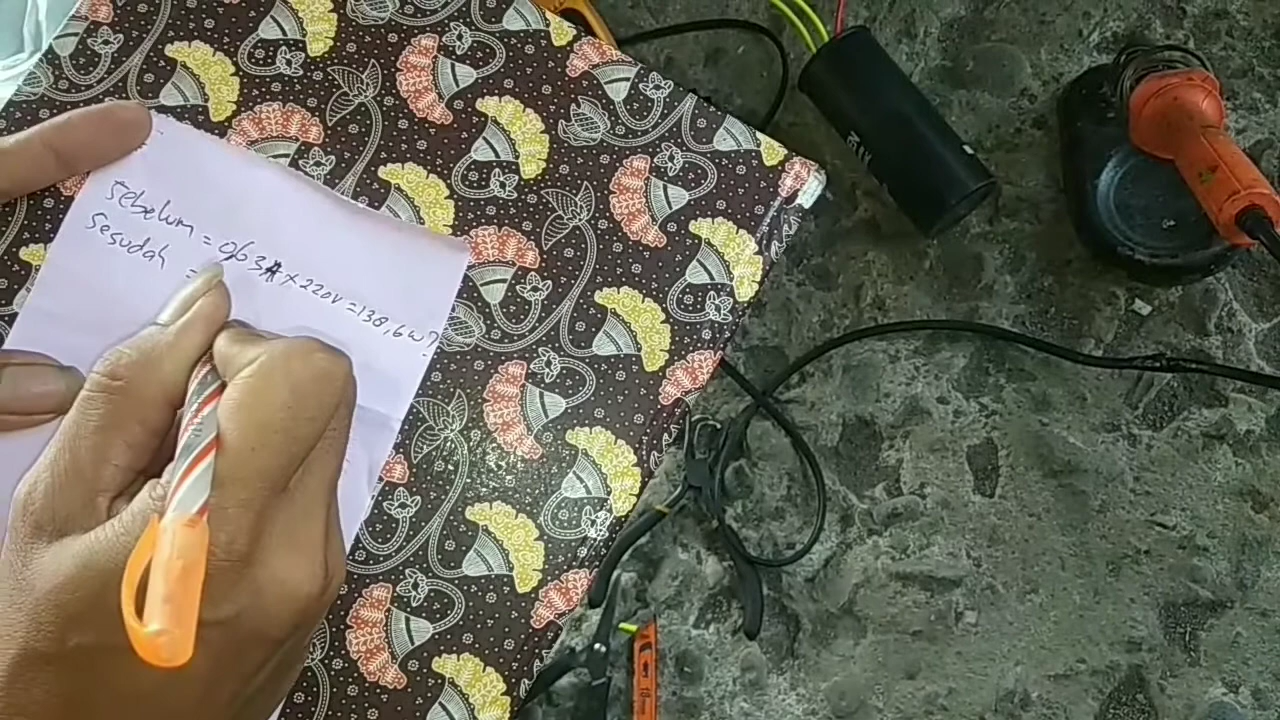 Sebelum = 0,63A x 220V = 138,6W?
Sesudah =